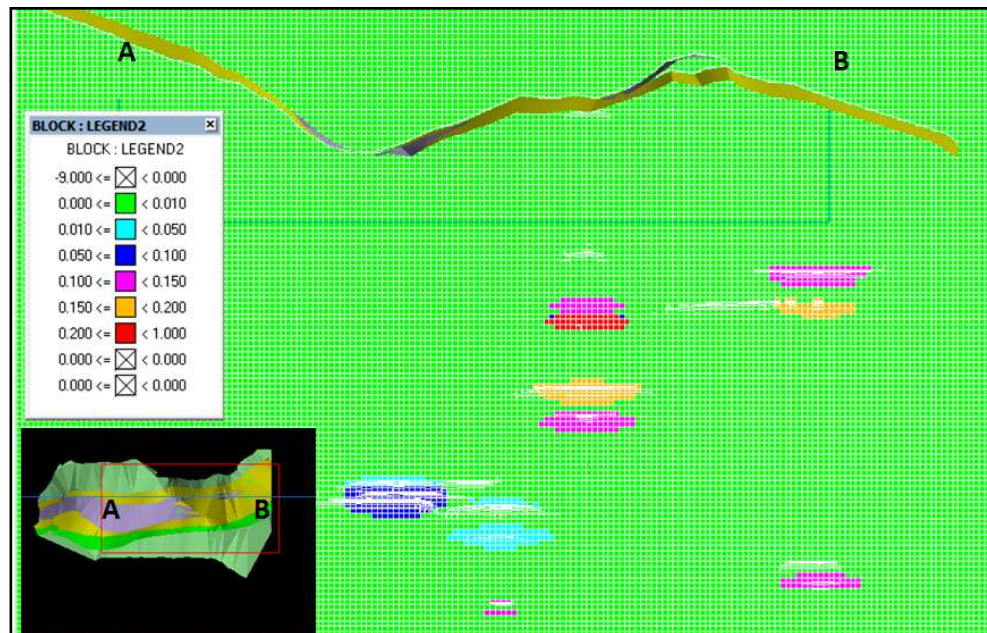 A
B
BLOCK : LEGEND2
BLOCK : LEGEND2
-9.000 <= < 0.000
0.000 <= < 0.010
0.010 <= < 0.050
0.050 <= < 0.100
0.100 <= < 0.150
0.150 <= < 0.200
0.200 <= < 1.000
0.000 <= < 0.000
0.000 <= < 0.000
A
B